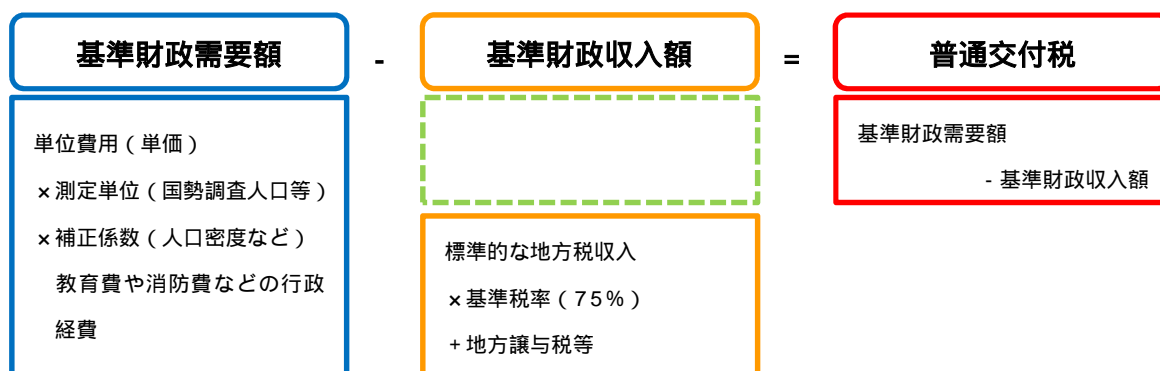 基準財政需要額 - 基準財政収入額 = 普通交付税
単位費用(単価)
×測定単位(国勢調査人口等)
×補正係数(人口密度など)
教育費や消防費などの行政
経費
標準的な地方税収入
×基準税率(75%)
+地方譲与税等
基準財政需要額
- 基準財政収入額